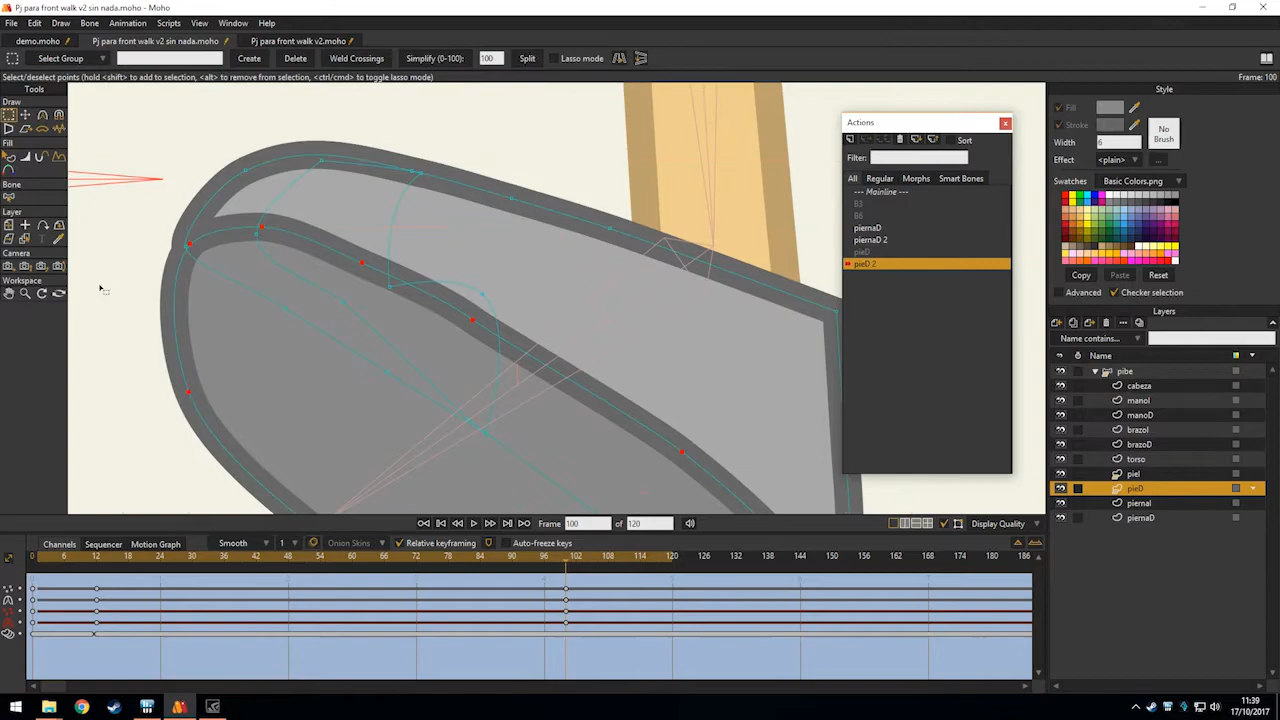 Pj para front walk v2 sin nada.moho - Moho
File Edit Draw Bone Animation Scripts View Window Help
demo.moho Pj para front walk v2 sin nada.moho Pj para front walk v2.moho
Select Group Create Delete Weld Crossings Simplify (0-100): 100 Split Lasso mode
Select/deselect points (hold <shift> to add to selection, <alt> to remove from selection, <ctrl/cmd> to toggle lasso mode) Frame: 100
Tools
Draw
Fill
Bone
Layer
Workspace
Actions
Sort
Filter:
All Regular Morphs Smart Bones
--- Mainline ---
B3
B6
piernaD
piernaD 2
pieD
pieD 2
Style
Fill
Stroke
No Brush
Width 6
Effect <plain> ...
Swatches Basic Colors.png
Copy Paste Reset
Advanced Checker selection
Layers
Name contains...
Name
pibe
cabeza
manoI
manoD
brazoI
brazoD
torso
pieI
pieD
piernaI
piernaD
Frame 100 of 120 Display Quality
Channels Sequencer Motion Graph Smooth 1 Onion Skins Relative keyframing Auto-freeze keys
0 6 12 18 24 30 36 42 48 54 60 66 72 78 84 90 96 102 108 114 120 126 132 138 144 150 156 162 168 174 180 186
11:39
17/10/2017